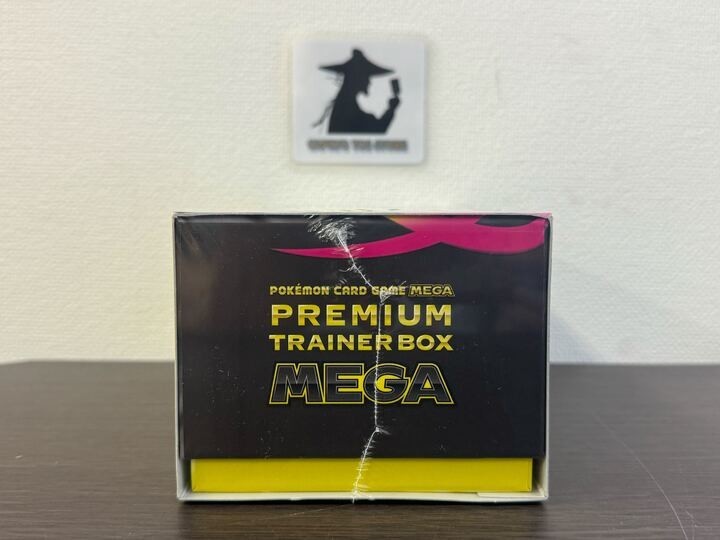 POKÉMON CARD GAME MEGA
PREMIUM
TRAINER BOX
MEGA